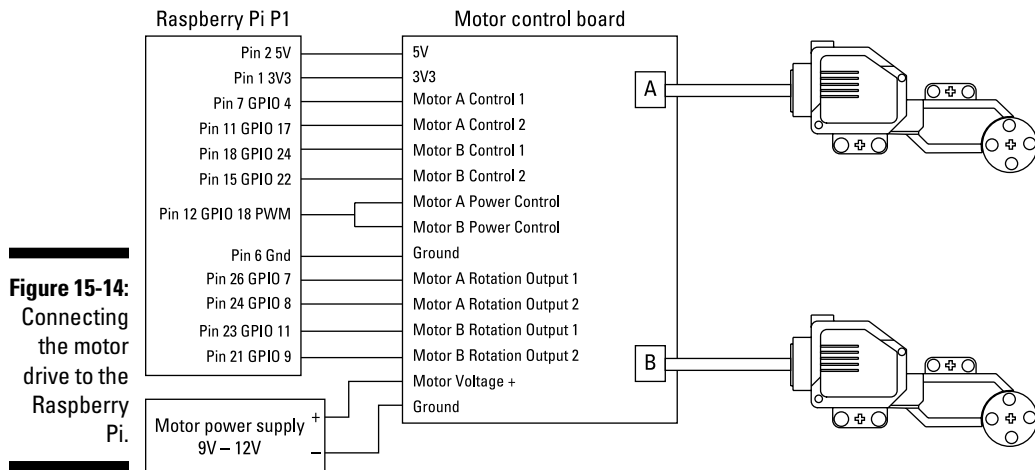 Raspberry Pi P1
Motor control board
Pin 2 5V
5V
Pin 1 3V3
3V3
Pin 7 GPIO 4
Motor A Control 1
Pin 11 GPIO 17
Motor A Control 2
Pin 18 GPIO 24
Motor B Control 1
Pin 15 GPIO 22
Motor B Control 2
Pin 12 GPIO 18 PWM
Motor A Power Control
Motor B Power Control
Pin 6 Gnd
Ground
Pin 26 GPIO 7
Motor A Rotation Output 1
Pin 24 GPIO 8
Motor A Rotation Output 2
Pin 23 GPIO 11
Motor B Rotation Output 1
Pin 21 GPIO 9
Motor B Rotation Output 2
Motor Voltage +
Ground
Motor power supply
9V – 12V
+
–
A
B
Figure 15-14:
Connecting
the motor
drive to the
Raspberry
Pi.